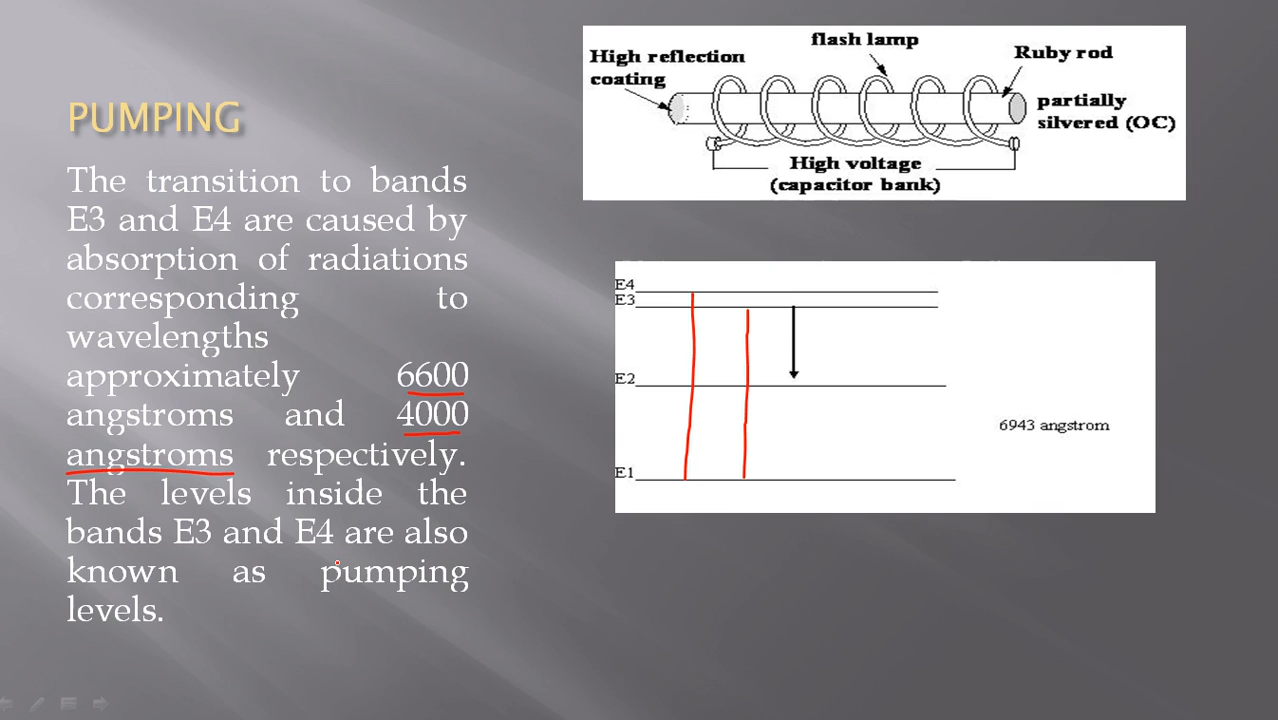 PUMPING
The transition to bands
E3 and E4 are caused by
absorption of radiations
corresponding to
wavelengths
approximately 6600
angstroms and 4000
angstroms respectively.
The levels inside the
bands E3 and E4 are also
known as pumping
levels.
flash lamp
High reflection
coating
Ruby rod
partially
silvered (OC)
High voltage
(capacitor bank)
E4
E3
E2
6943 angstrom
E1